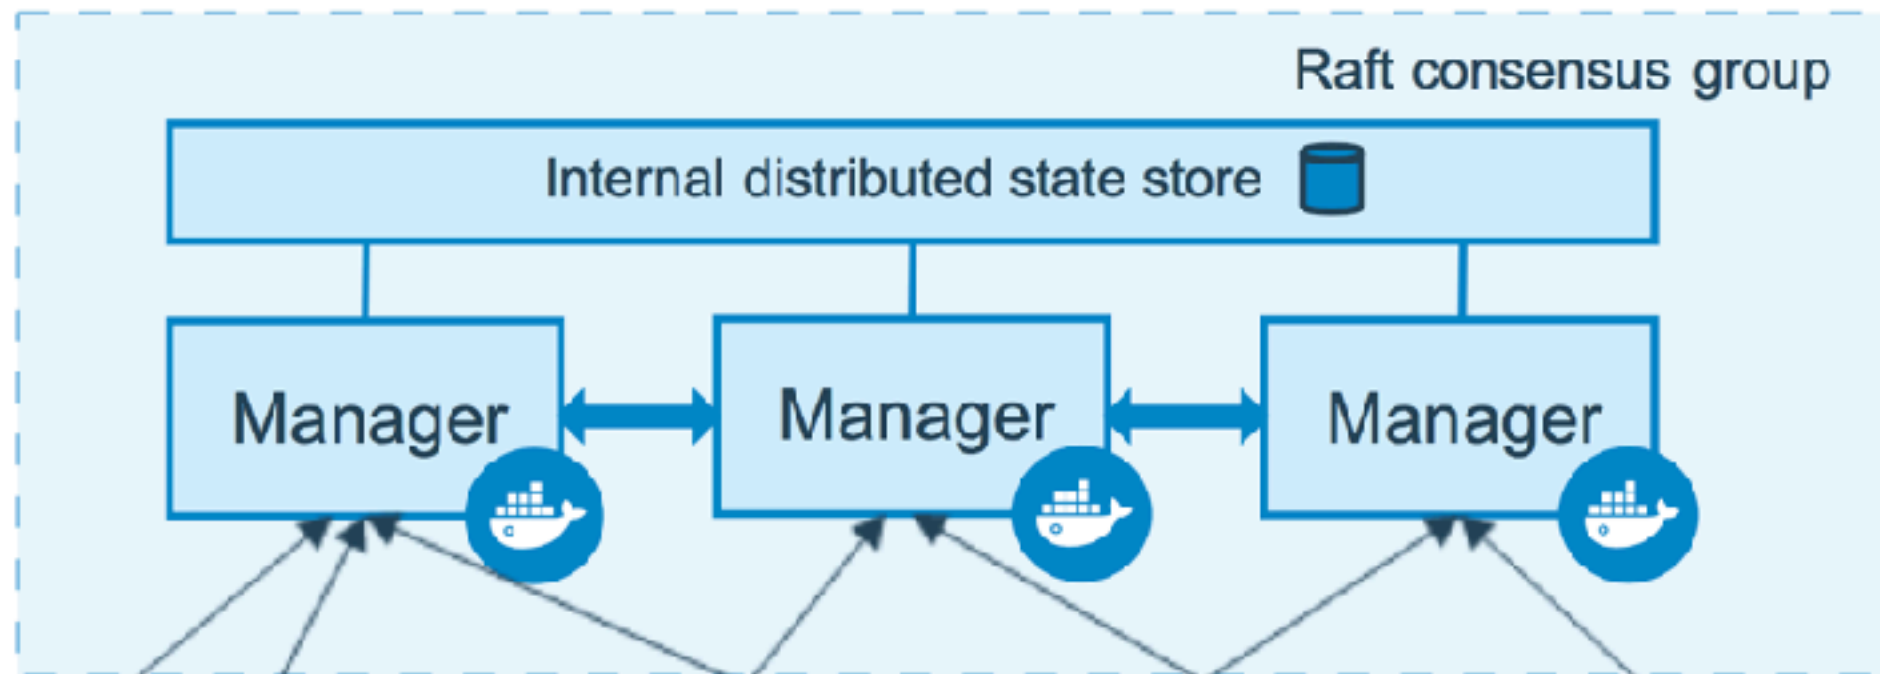 Raft consensus group
Internal distributed state store
Manager
Manager
Manager